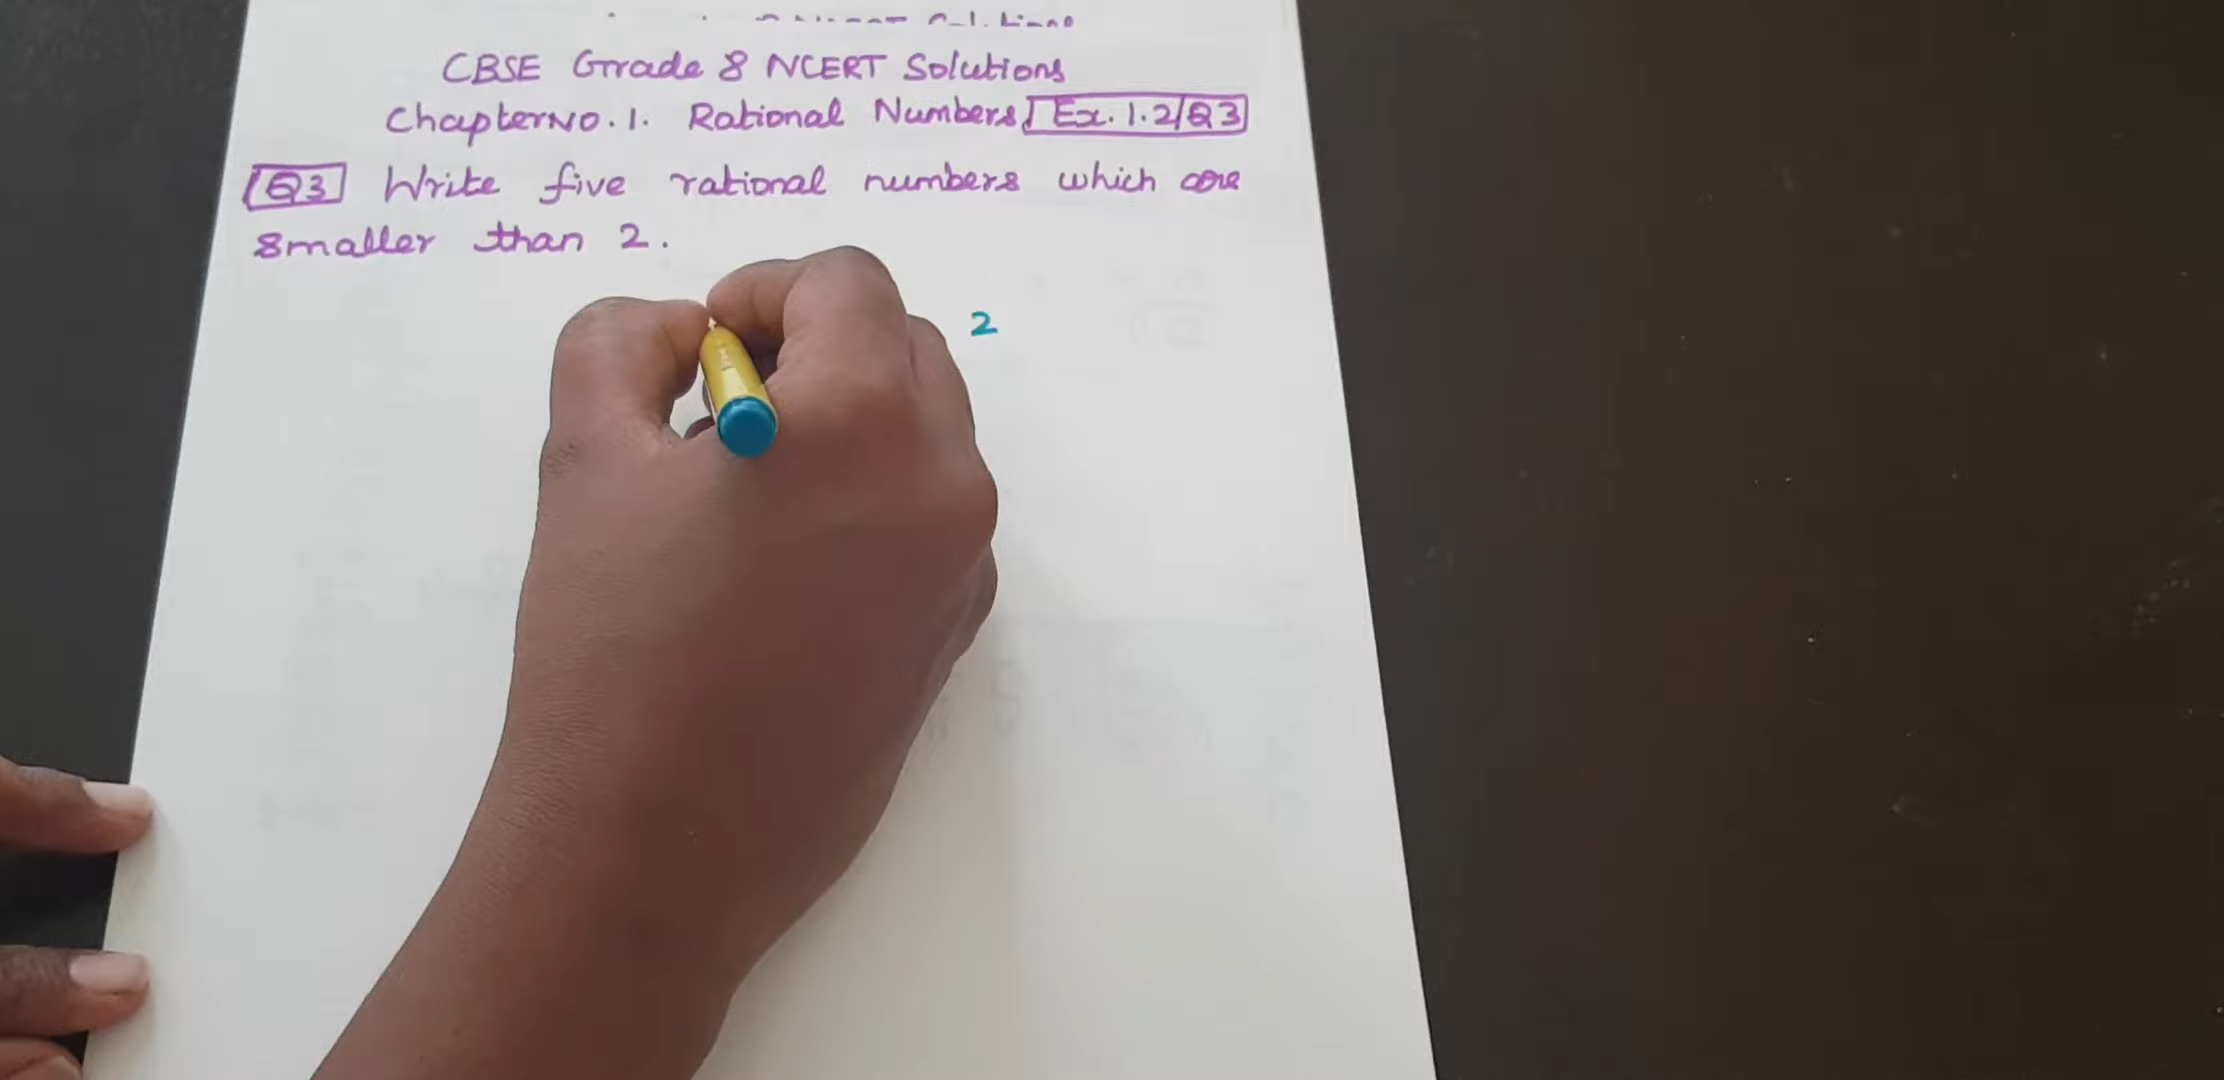 CBSE Grade 8 NCERT Solutions
Chapter No. 1. Rational Numbers Ex. 1.2/Q3
Q3 Write five rational numbers which are
smaller than 2.
2